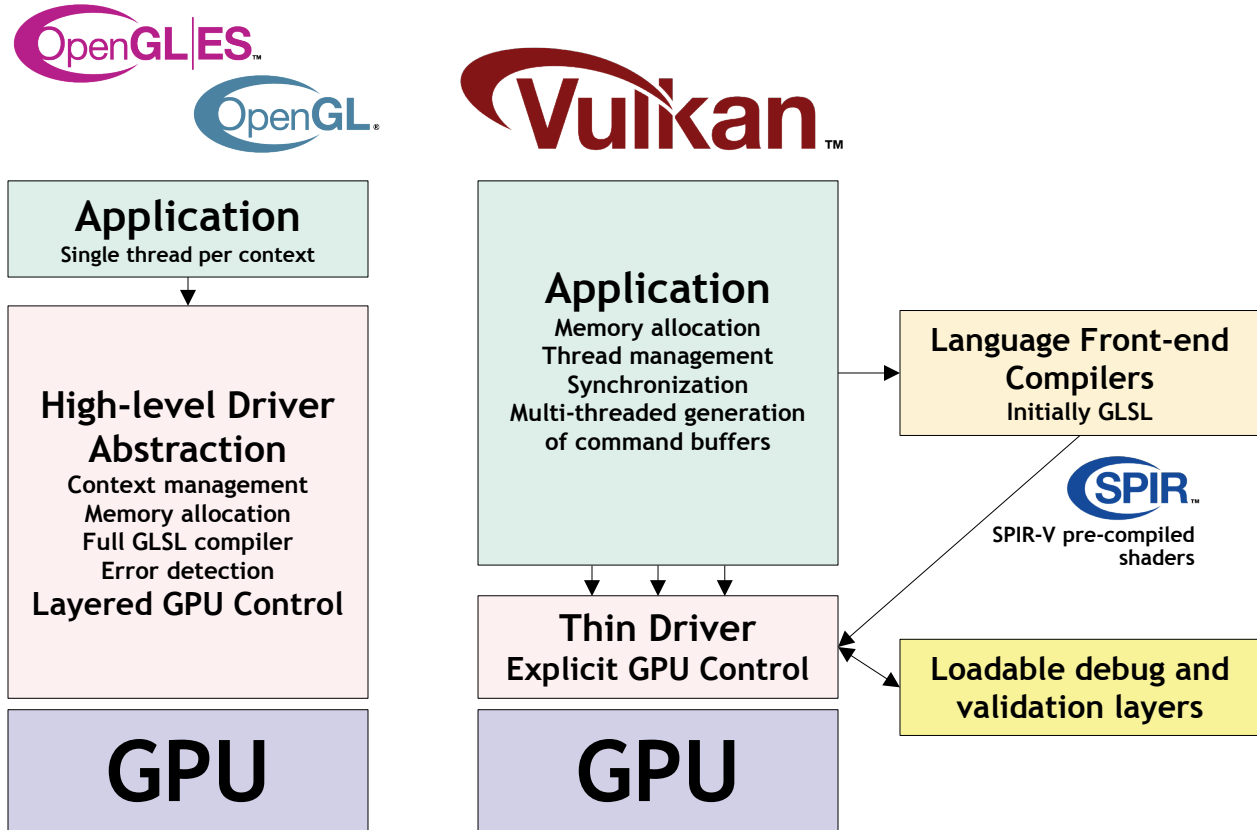 OpenGL|ES™
OpenGL®
Vulkan™
Application
Single thread per context
High-level Driver
Abstraction
Context management
Memory allocation
Full GLSL compiler
Error detection
Layered GPU Control
GPU
Application
Memory allocation
Thread management
Synchronization
Multi-threaded generation
of command buffers
Thin Driver
Explicit GPU Control
GPU
Language Front-end
Compilers
Initially GLSL
SPIR™
SPIR-V pre-compiled
shaders
Loadable debug and
validation layers